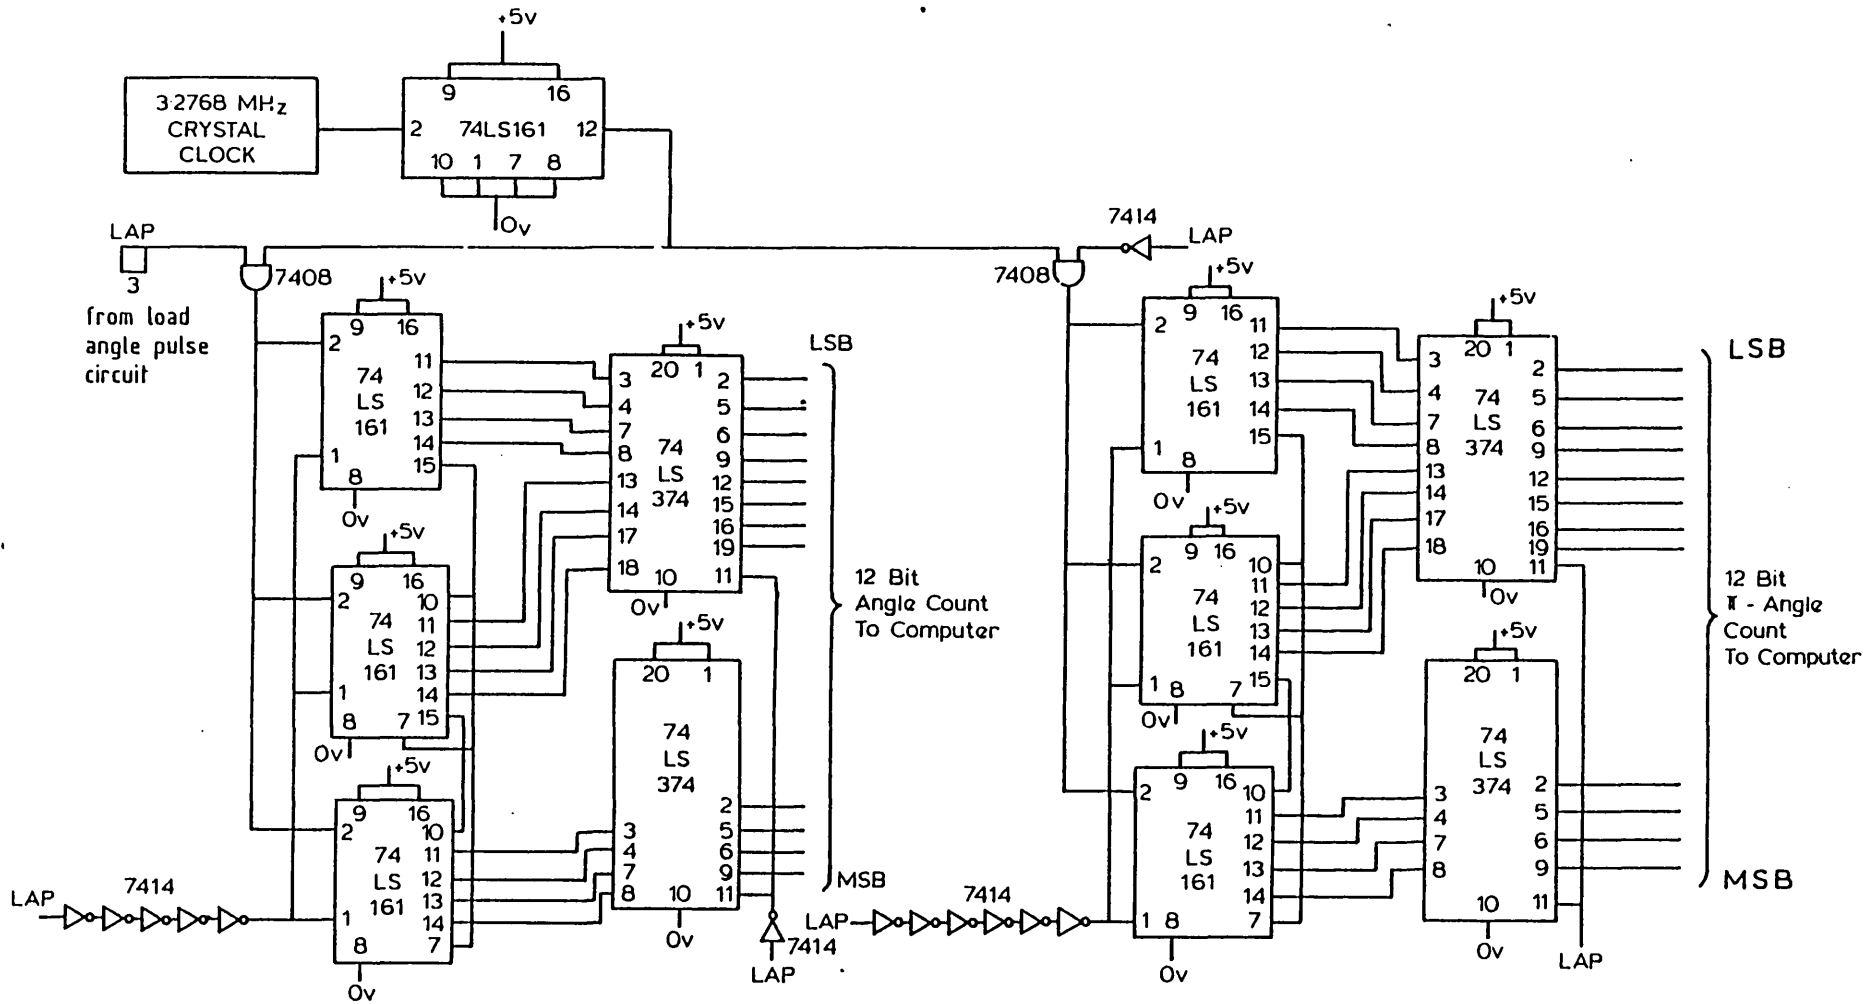 +5v
9 16
3·2768 MHz
CRYSTAL
CLOCK
2 74LS161 12
10 1 7 8
0v
LAP
3
from load
angle pulse
circuit
7408
+5v
9 16
2
11
74
LS
161
12
13
14
15
1
8
0v
+5v
9 16
2
10
11
74
LS
161
12
13
14
15
1
8 7
0v
+5v
9 16
2
10
11
74
LS
161
12
13
14
1
8 7
0v
LAP
7414
+5v
20 1
3
4
7
8
13
14
17
18
74
LS
374
2
5
6
9
12
15
16
19
11
10
0v
+5v
20 1
74
LS
374
3
4
7
8
2
5
6
9
11
10
0v
7414
LAP
LSB
12 Bit
Angle Count
To Computer
MSB
7414
LAP
7408
+5v
9 16
2
11
74
LS
161
12
13
14
15
1
8
0v
+5v
9 16
2
10
11
74
LS
161
12
13
14
15
1
8 7
0v
+5v
9 16
2
10
11
74
LS
161
12
13
14
1 8
7
0v
LAP
7414
+5v
20 1
3
4
7
8
13
14
17
18
74
LS
374
2
5
6
9
12
15
16
19
11
10
0v
+5v
20 1
74
LS
374
3
4
7
8
2
5
6
9
11
10
0v
LAP
LSB
12 Bit
π - Angle
Count
To Computer
MSB